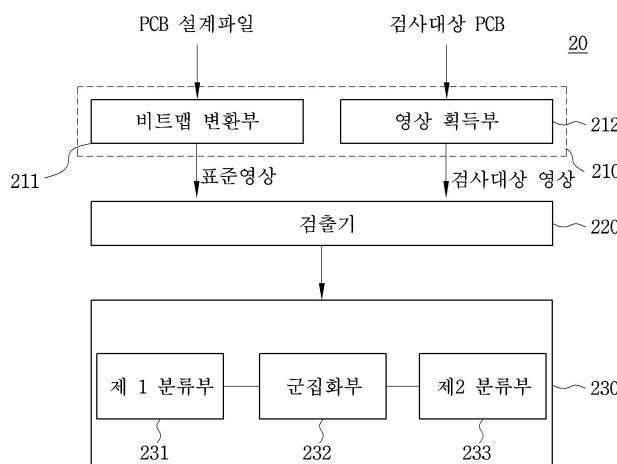 PCB 설계파일
검사대상 PCB
20
비트맵 변환부
영상 획득부
212
211
210
표준영상
검사대상 영상
검출기
220
제 1 분류부
군집화부
제2 분류부
230
231
232
233